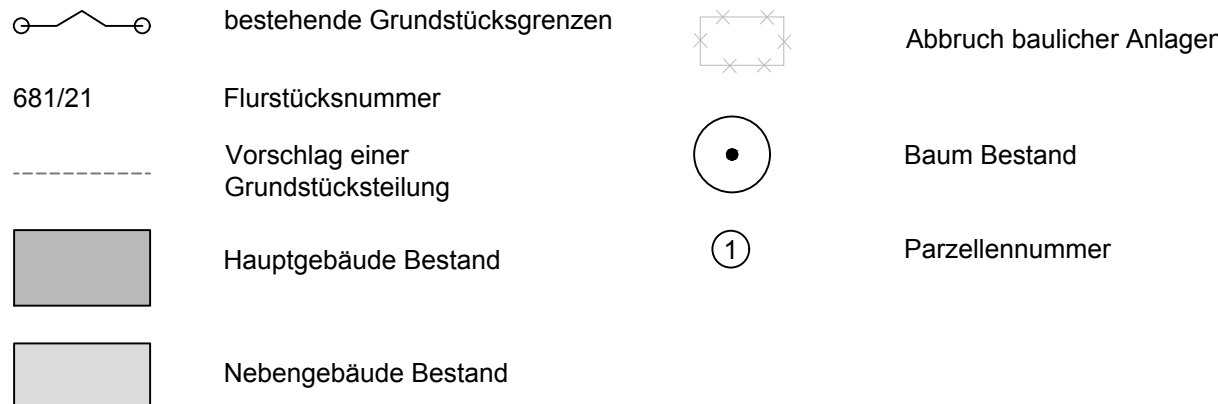 bestehende Grundstücksgrenzen
681/21
Flurstücksnummer
Vorschlag einer
Grundstücksteilung
Hauptgebäude Bestand
Nebengebäude Bestand
Abbruch baulicher Anlagen
Baum Bestand
1
Parzellennummer